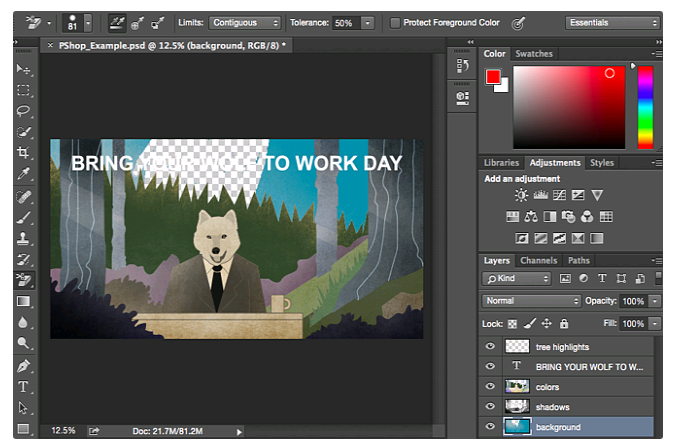 81
Limits: Contiguous
Tolerance: 50%
Protect Foreground Color
Essentials
× PShop_Example.psd @ 12.5% (background, RGB/8) *
BRING YOUR WOLF TO WORK DAY
12.5%
Doc: 21.7M/81.2M
Color Swatches
Libraries Adjustments Styles
Add an adjustment
Layers Channels Paths
Kind
T
Normal
Opacity: 100%
Lock:
Fill: 100%
tree highlights
T BRING YOUR WOLF TO W...
colors
shadows
background
T